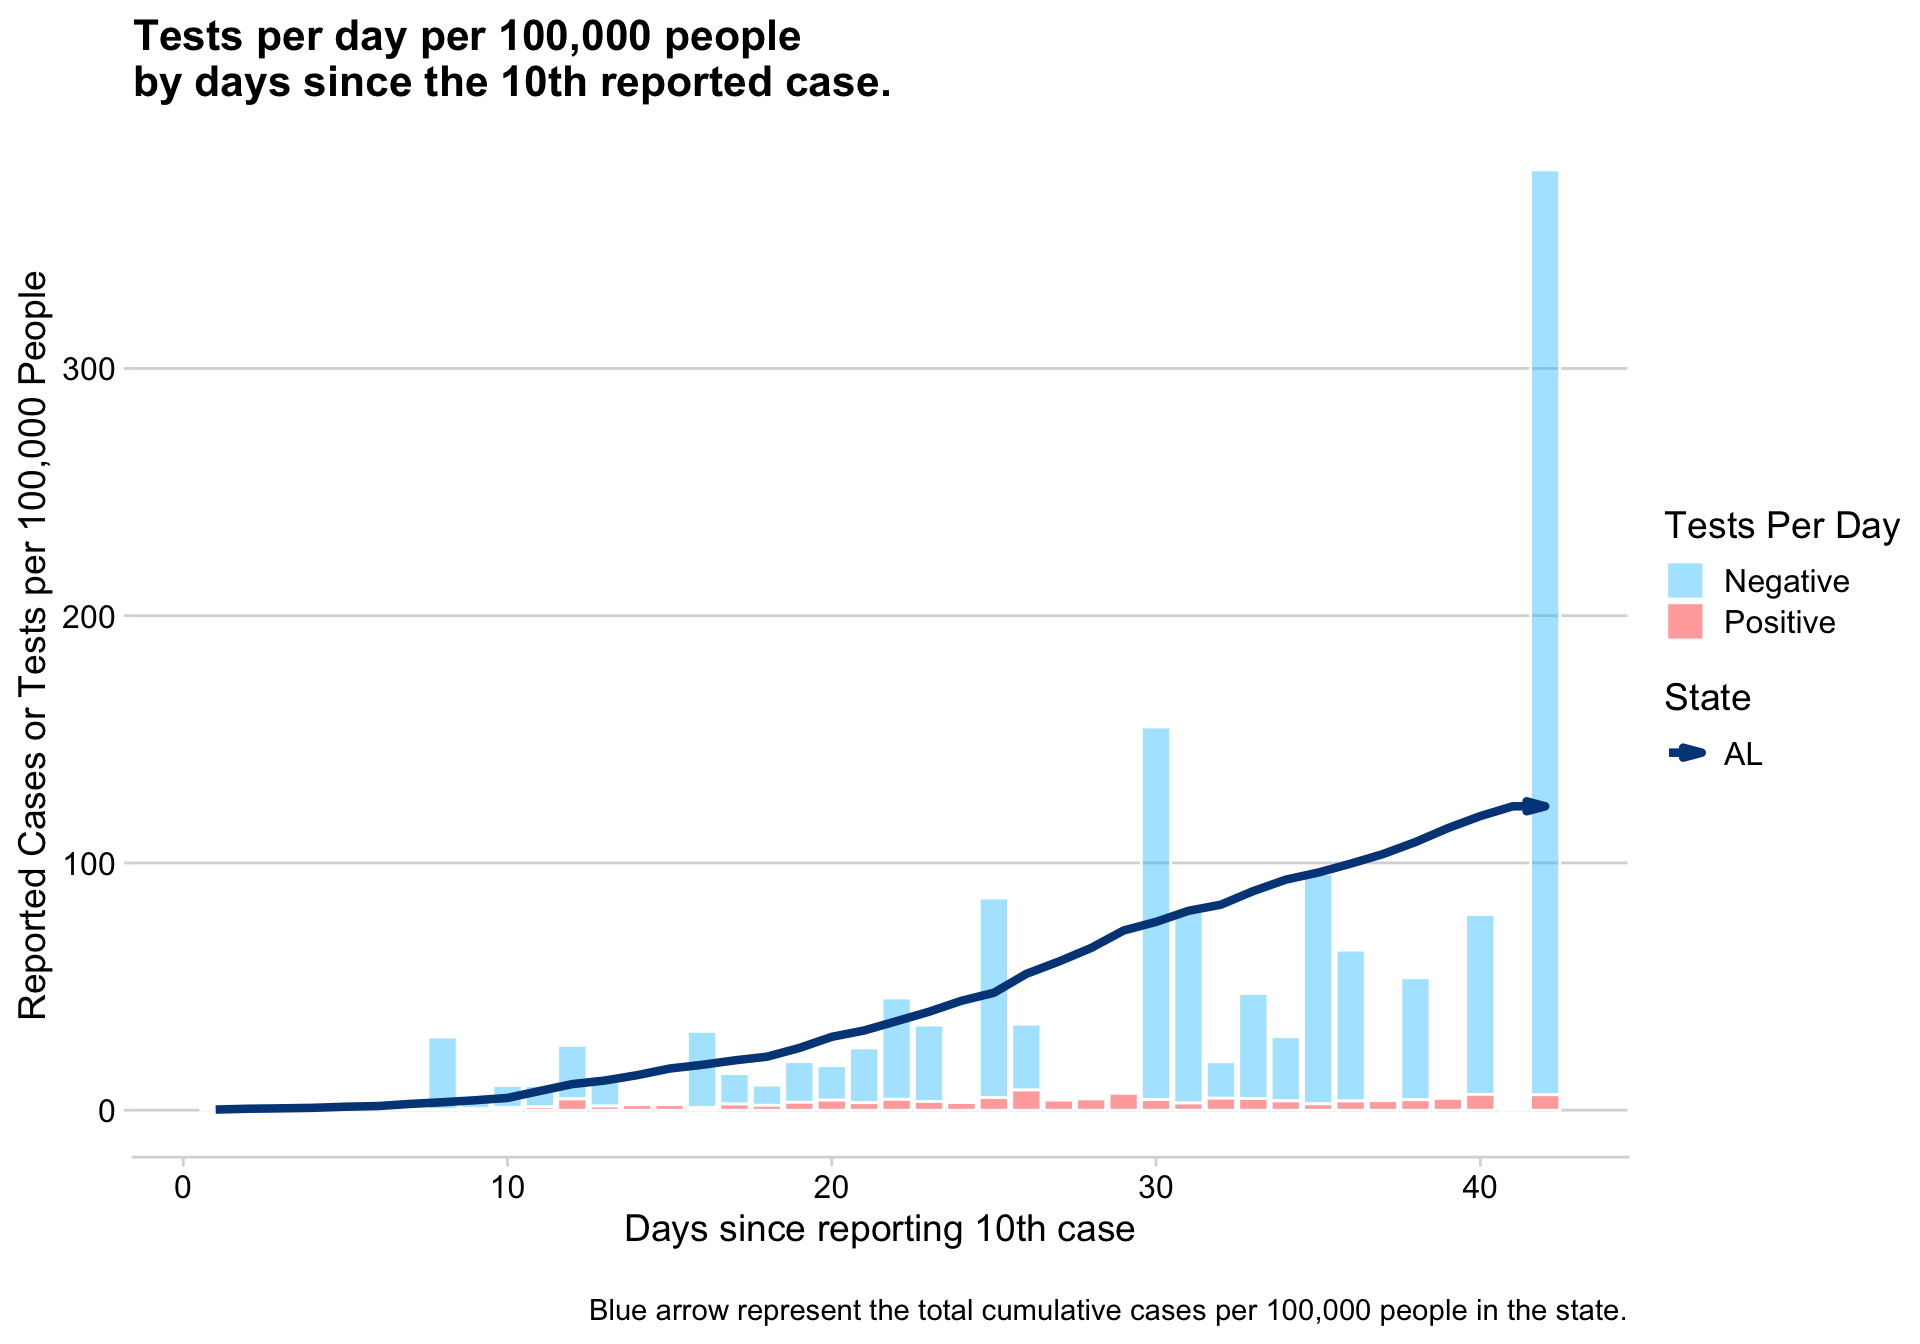 Tests per day per 100,000 people
by days since the 10th reported case.
Reported Cases or Tests per 100,000 People
300
200
100
0
0 10 20 30 40
Days since reporting 10th case
Tests Per Day
Negative
Positive
State
AL
Blue arrow represent the total cumulative cases per 100,000 people in the state.